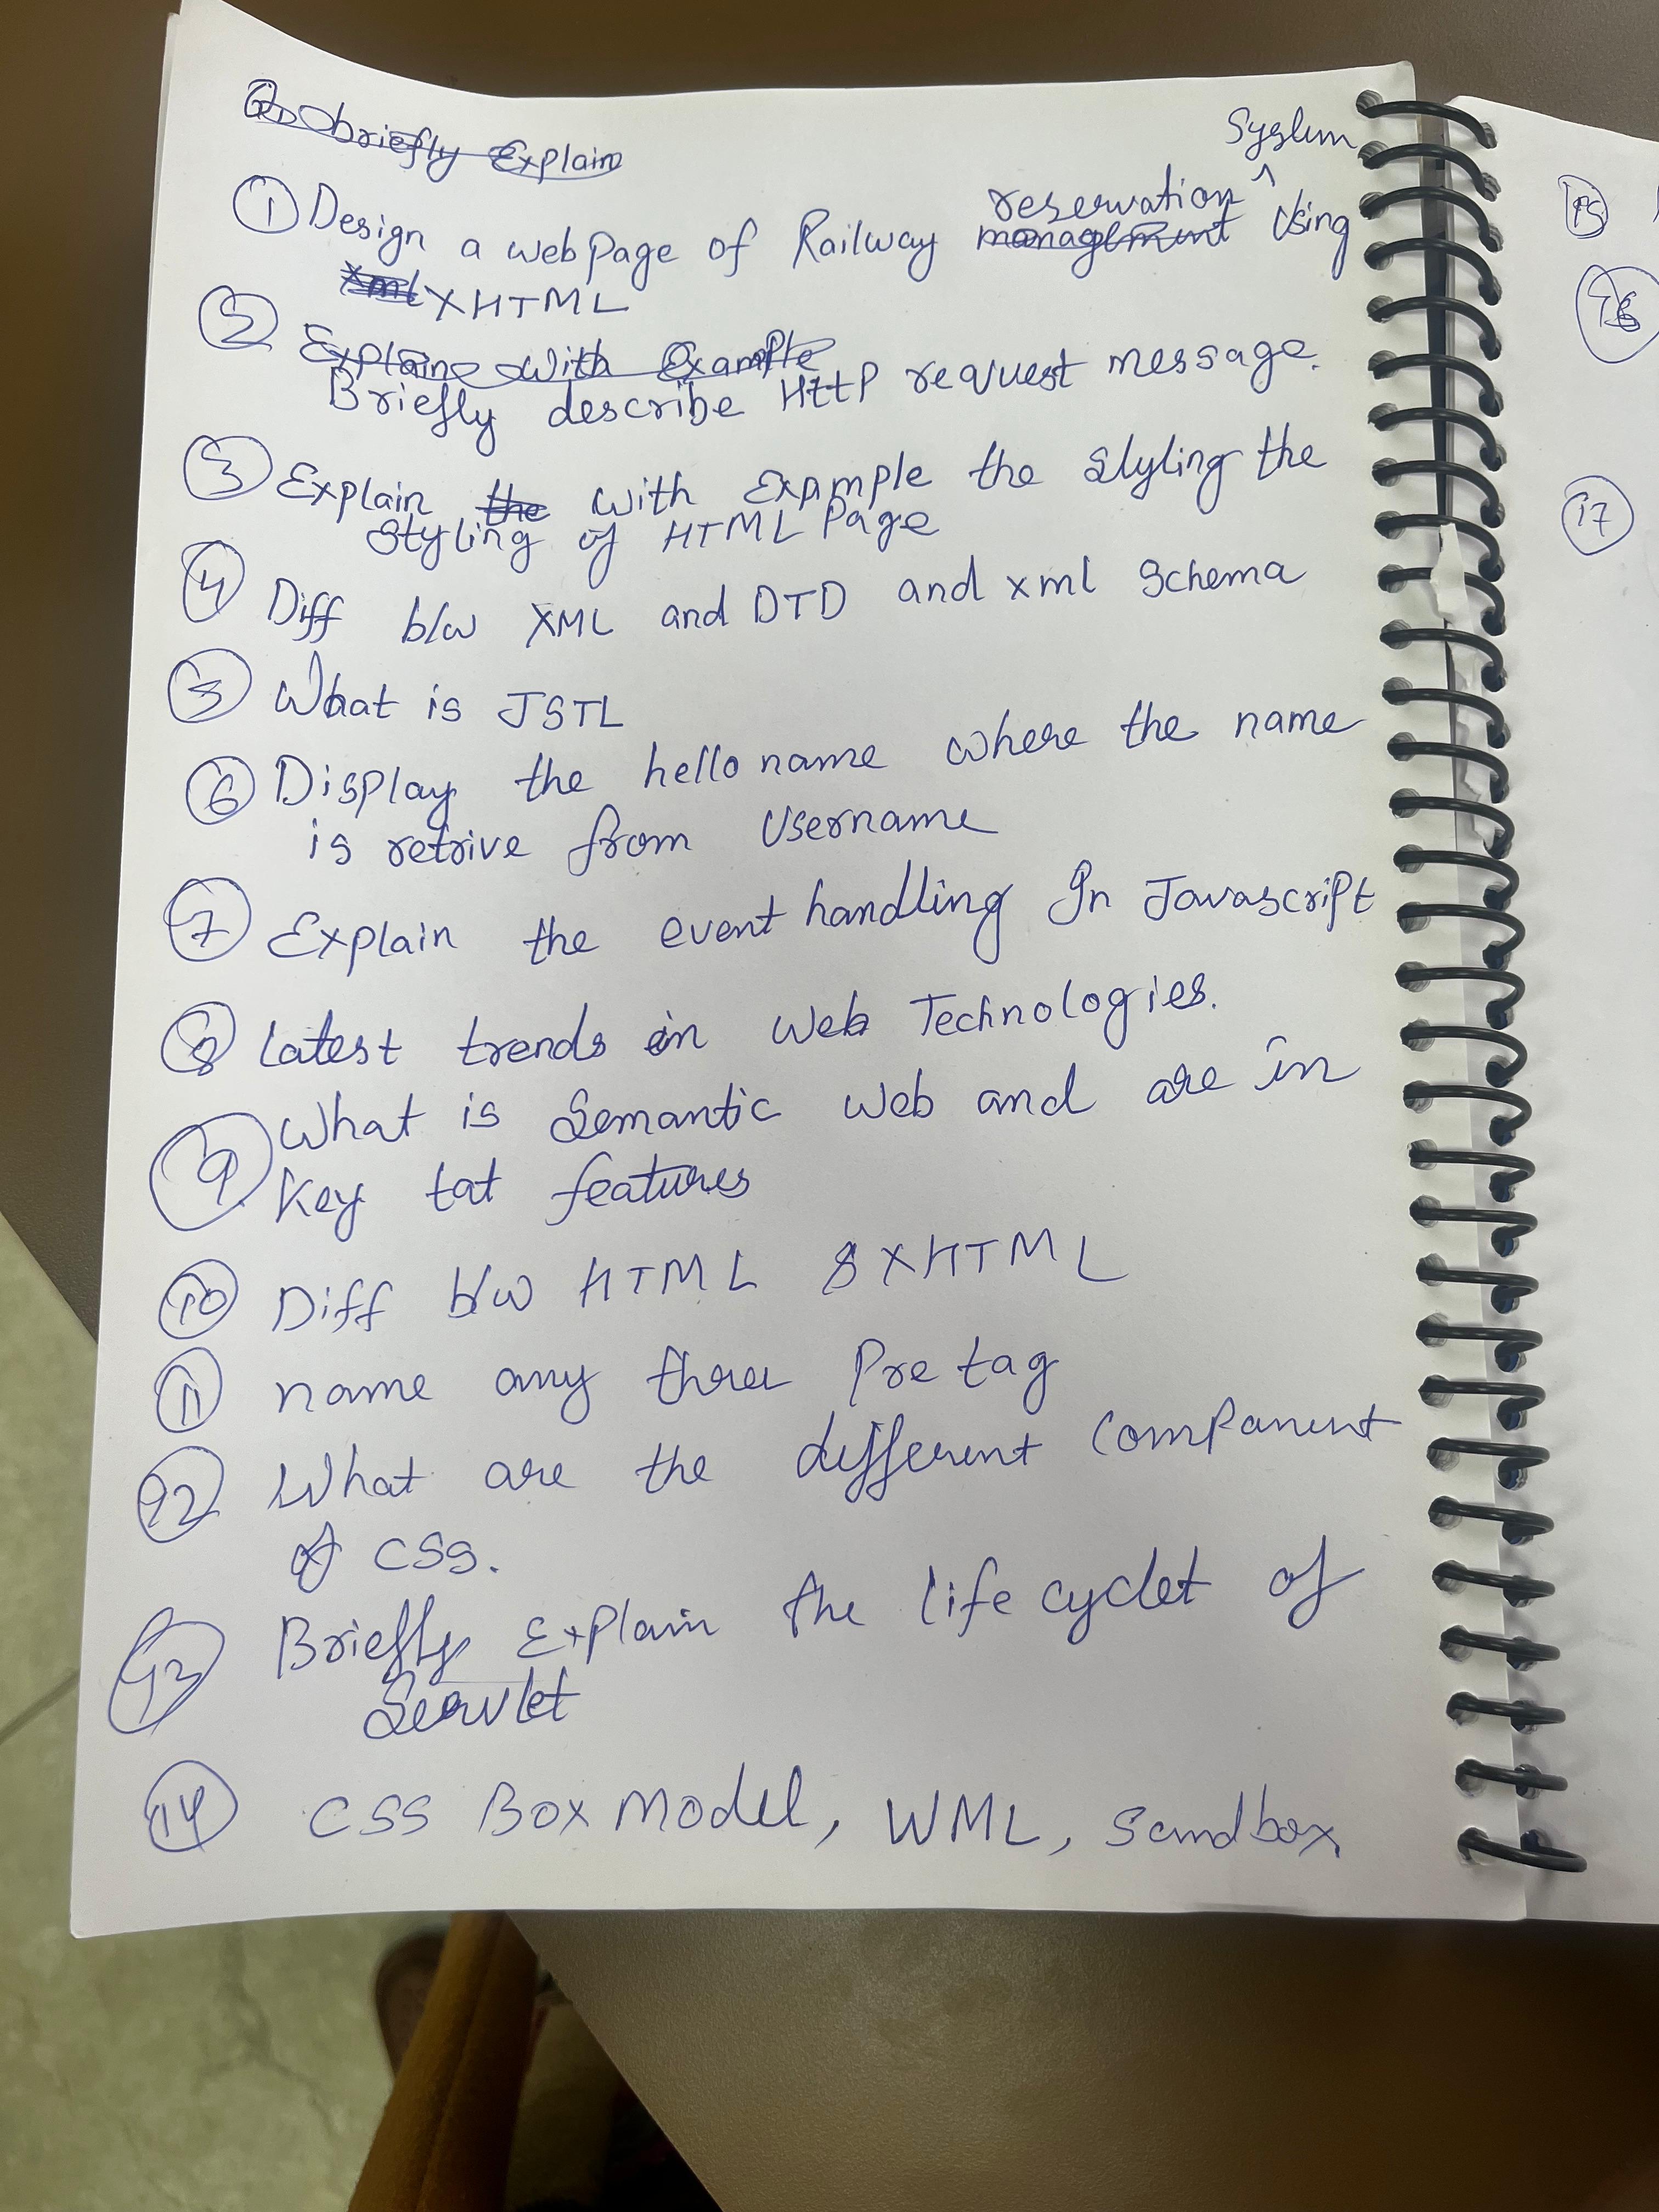 Briefly Explain
System
① Design a webpage of Railway reservation ^ management Using
xml XHTML
② Explain with Example
Briefly describe HttP request message.
③ Explain the with Example the styling the
styling of HTML Page
④ Diff b/w XML and DTD and xml Schema
⑤ What is JSTL
⑥ Display the hello name where the name
is retrive from Username
⑦ Explain the event handling In Javascript
⑧ latest trends in Web Technologies.
⑨ What is Semantic Web and are in
Key tat features
⑩ Diff b/w HTML & XHTML
⑪ name any three Pre tag
⑫ What are the different Companent
of CSS.
⑬ Briefly Explain the life cyclet of
Servlet
⑭ CSS Box Model, WML, Sandbox
⑮
⑯
⑰